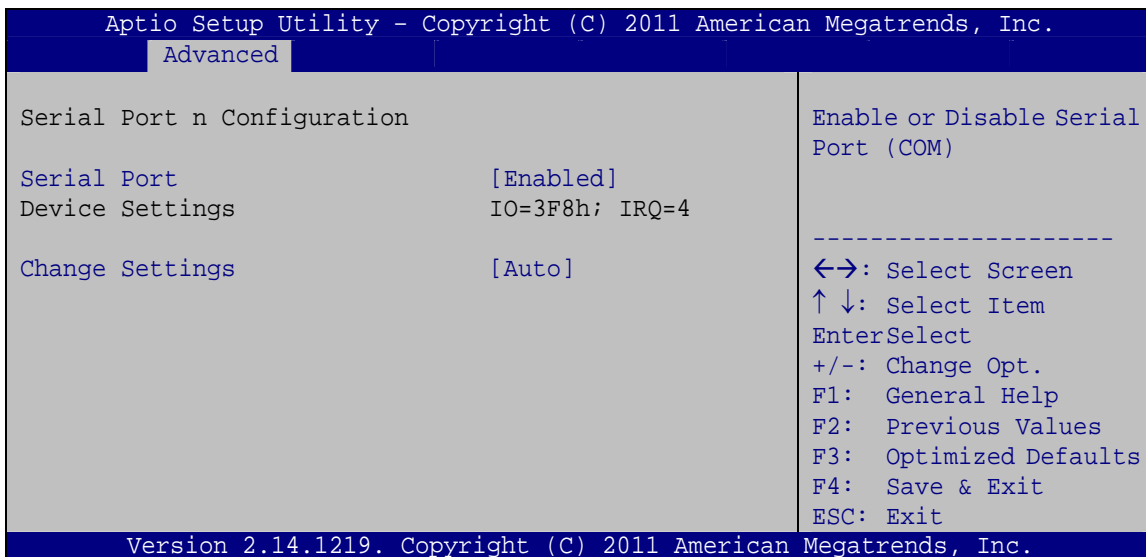 Aptio Setup Utility – Copyright (C) 2011 American Megatrends, Inc.
Advanced
Serial Port n Configuration
Serial Port [Enabled]
Device Settings IO=3F8h; IRQ=4
Change Settings [Auto]
Enable or Disable Serial
Port (COM)
---------------------
←→: Select Screen
↑ ↓: Select Item
EnterSelect
+/-: Change Opt.
F1: General Help
F2: Previous Values
F3: Optimized Defaults
F4: Save & Exit
ESC: Exit
Version 2.14.1219. Copyright (C) 2011 American Megatrends, Inc.